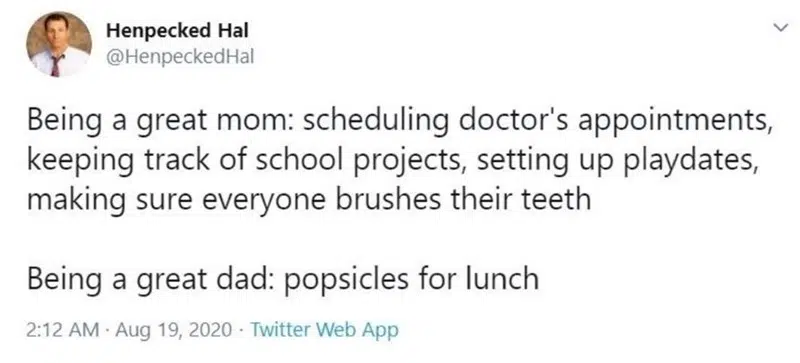 Henpecked Hal
@HenpeckedHal
Being a great mom: scheduling doctor's appointments,
keeping track of school projects, setting up playdates,
making sure everyone brushes their teeth
Being a great dad: popsicles for lunch
2:12 AM · Aug 19, 2020 · Twitter Web App